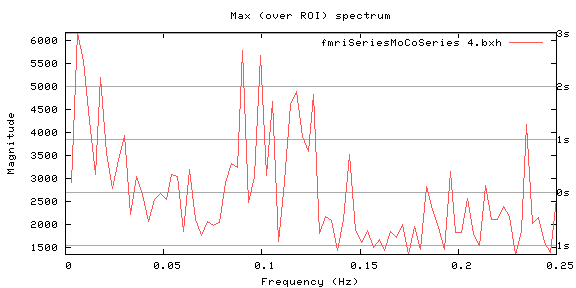 Max (over ROI) spectrum
fmriSeriesMoCoSeries 4.bxh
Magnitude
6000
5500
5000
4500
4000
3500
3000
2500
2000
1500
3s
2s
1s
0s
1s
0 0.05 0.1 0.15 0.2 0.25
Frequency (Hz)